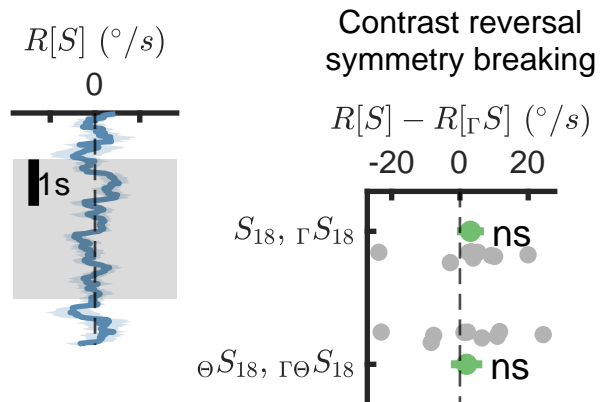 R[S] (°/s)
0
1s
Contrast reversal
symmetry breaking
R[S] − R[ΓS] (°/s)
-20 0 20
S18, ΓS18
ns
ΘS18, ΓΘS18
ns